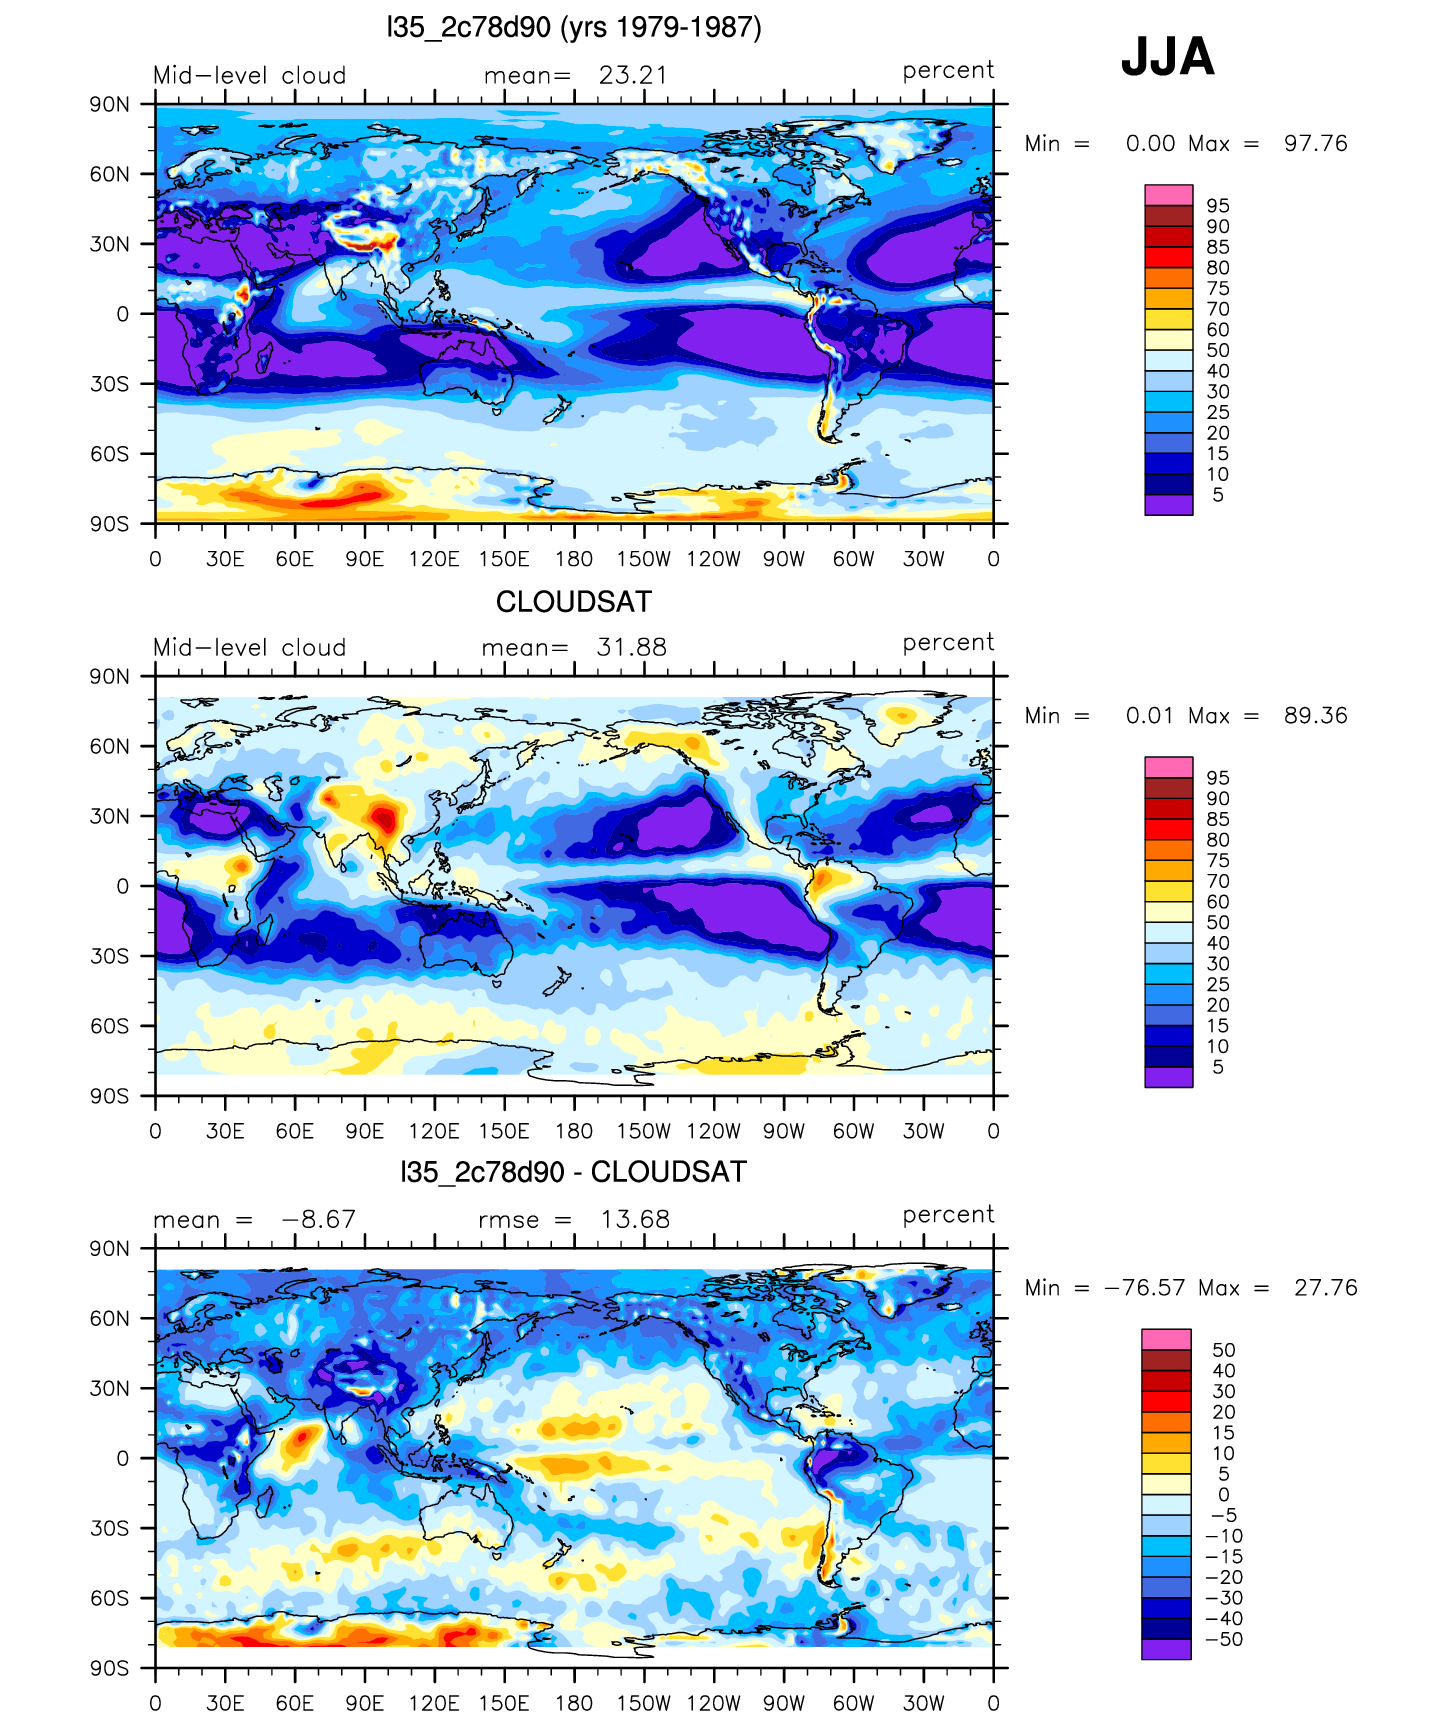 l35_2c78d90 (yrs 1979-1987)
JJA
Mid-level cloud mean= 23.21 percent
Min = 0.00 Max = 97.76
90N
60N
30N
0
30S
60S
90S
0 30E 60E 90E 120E 150E 180 150W 120W 90W 60W 30W 0
95
90
85
80
75
70
60
50
40
30
25
20
15
10
5
CLOUDSAT
Mid-level cloud mean= 31.88 percent
Min = 0.01 Max = 89.36
90N
60N
30N
0
30S
60S
90S
0 30E 60E 90E 120E 150E 180 150W 120W 90W 60W 30W 0
95
90
85
80
75
70
60
50
40
30
25
20
15
10
5
l35_2c78d90 - CLOUDSAT
mean = -8.67 rmse = 13.68 percent
Min = -76.57 Max = 27.76
90N
60N
30N
0
30S
60S
90S
0 30E 60E 90E 120E 150E 180 150W 120W 90W 60W 30W 0
50
40
30
20
15
10
5
0
-5
-10
-15
-20
-30
-40
-50